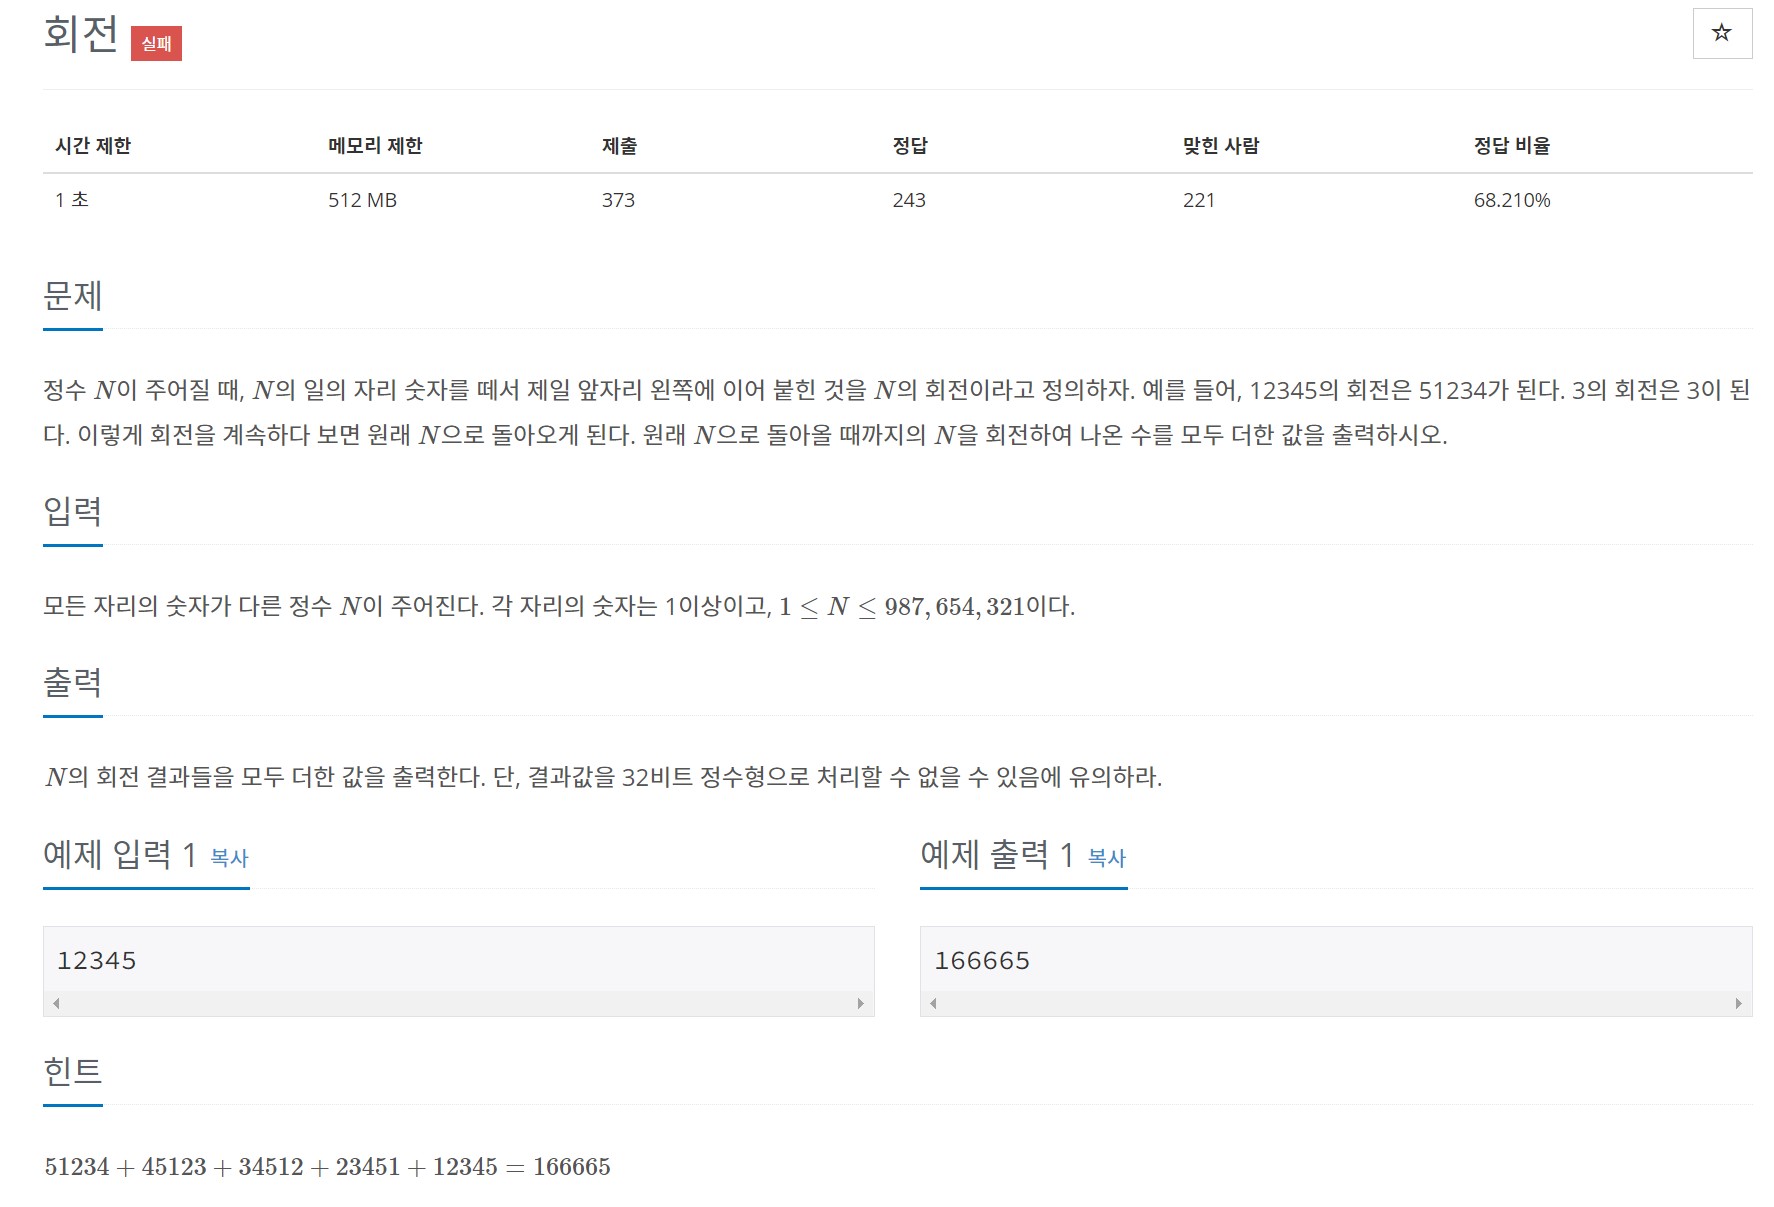 회전 실패
시간 제한 메모리 제한 제출 정답 맞힌 사람 정답 비율
1 초 512 MB 373 243 221 68.210%
문제
정수 N이 주어질 때, N의 일의 자리 숫자를 떼서 제일 앞자리 왼쪽에 이어 붙힌 것을 N의 회전이라고 정의하자. 예를 들어, 12345의 회전은 51234가 된다. 3의 회전은 3이 된
다. 이렇게 회전을 계속하다 보면 원래 N으로 돌아오게 된다. 원래 N으로 돌아올 때까지의 N을 회전하여 나온 수를 모두 더한 값을 출력하시오.
입력
모든 자리의 숫자가 다른 정수 N이 주어진다. 각 자리의 숫자는 1이상이고, 1 ≤ N ≤ 987,654,321이다.
출력
N의 회전 결과들을 모두 더한 값을 출력한다. 단, 결과값을 32비트 정수형으로 처리할 수 없을 수 있음에 유의하라.
예제 입력 1 복사
12345
예제 출력 1 복사
166665
힌트
51234 + 45123 + 34512 + 23451 + 12345 = 166665